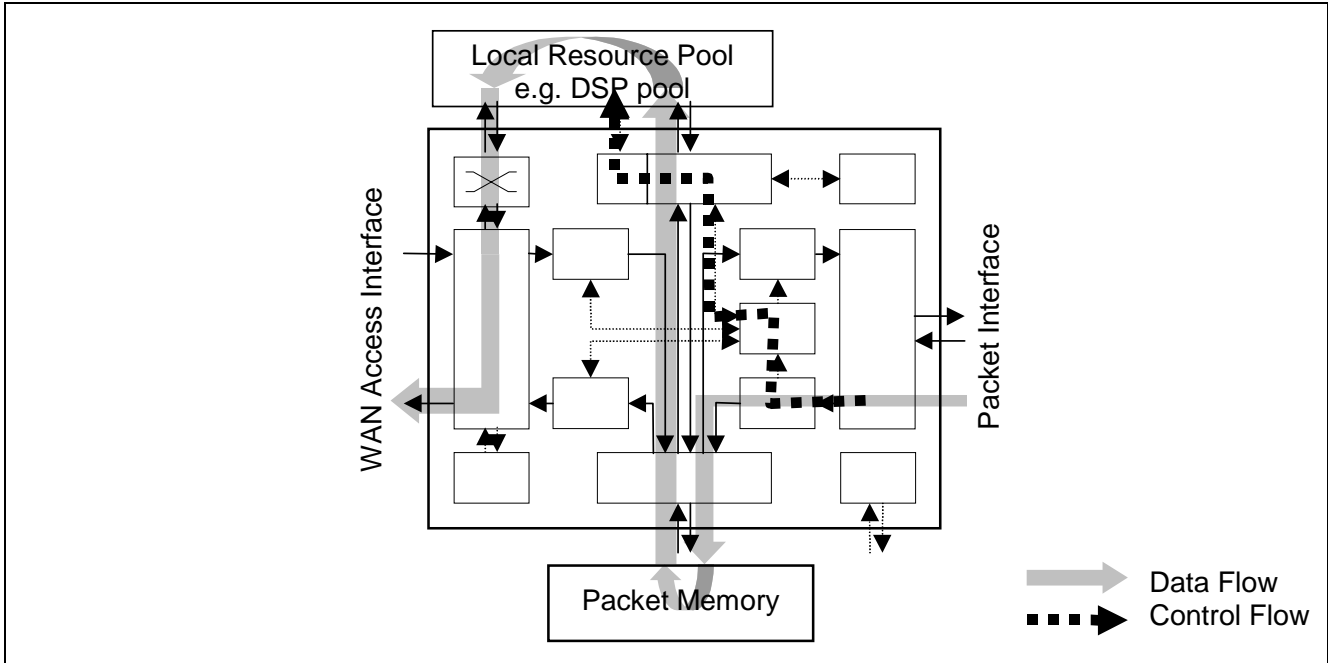 Local Resource Pool
e.g. DSP pool
WAN Access Interface
Packet Interface
Packet Memory
Data Flow
Control Flow